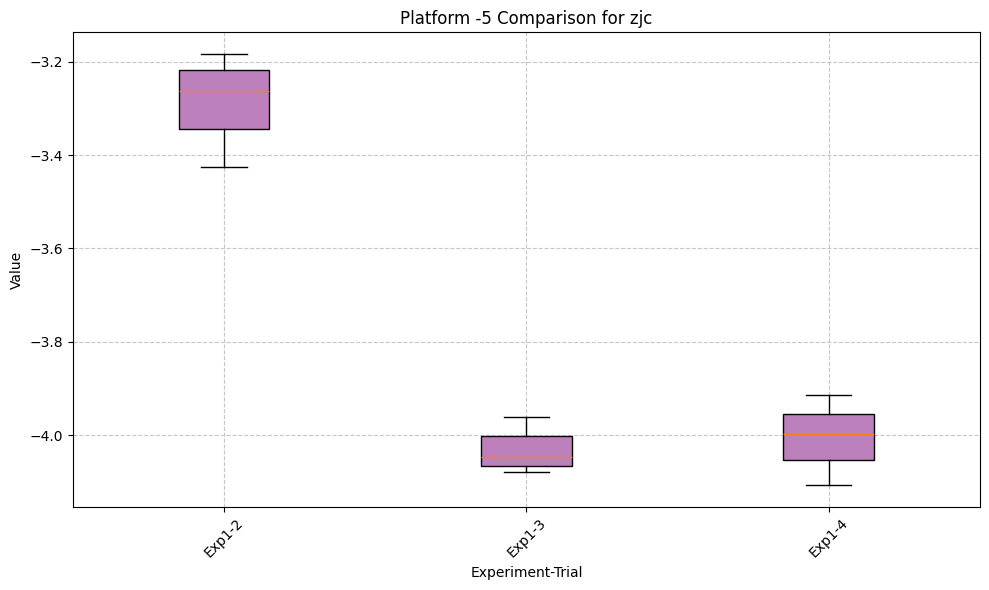 Platform -5 Comparison for zjc
Value
−3.2
−3.4
−3.6
−3.8
−4.0
Exp1-2
Exp1-3
Exp1-4
Experiment-Trial